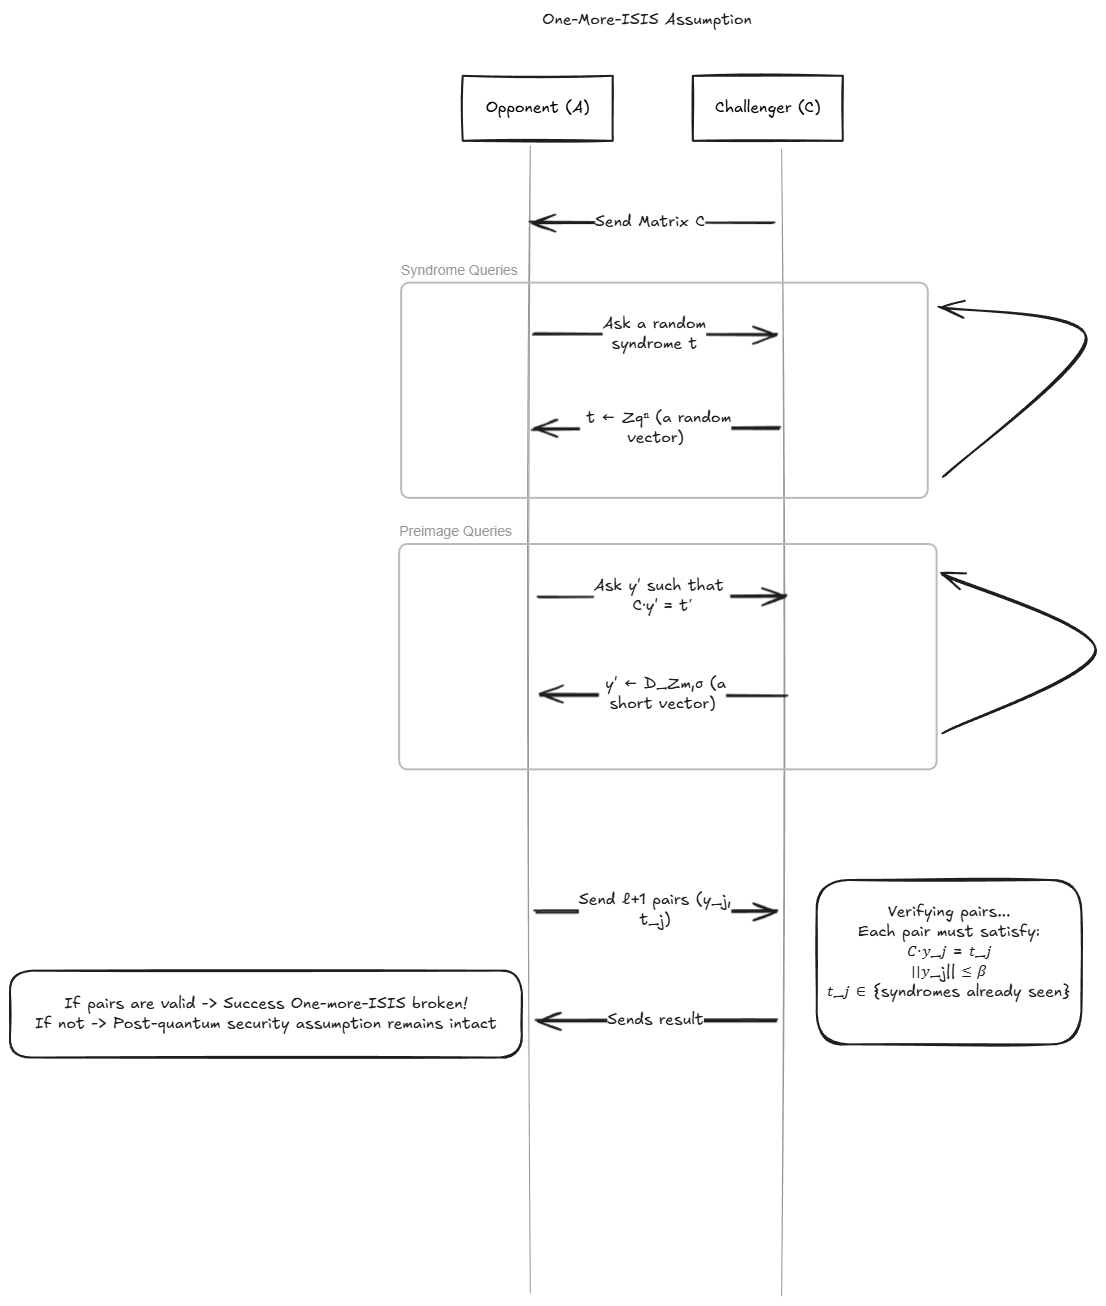 One-More-ISIS Assumption
Opponent (A)
Challenger (C)
Send Matrix C
Syndrome Queries
Ask a random
syndrome t
t ← Zqⁿ (a random
vector)
Preimage Queries
Ask y' such that
C·y' = t'
y' ← D_Zm,σ (a
short vector)
Send ℓ+1 pairs (y_j,
t_j)
Verifying pairs...
Each pair must satisfy:
C·y_j = t_j
||y_j|| ≤ β
t_j ∈ {syndromes already seen}
If pairs are valid -> Success One-more-ISIS broken!
If not -> Post-quantum security assumption remains intact
Sends result